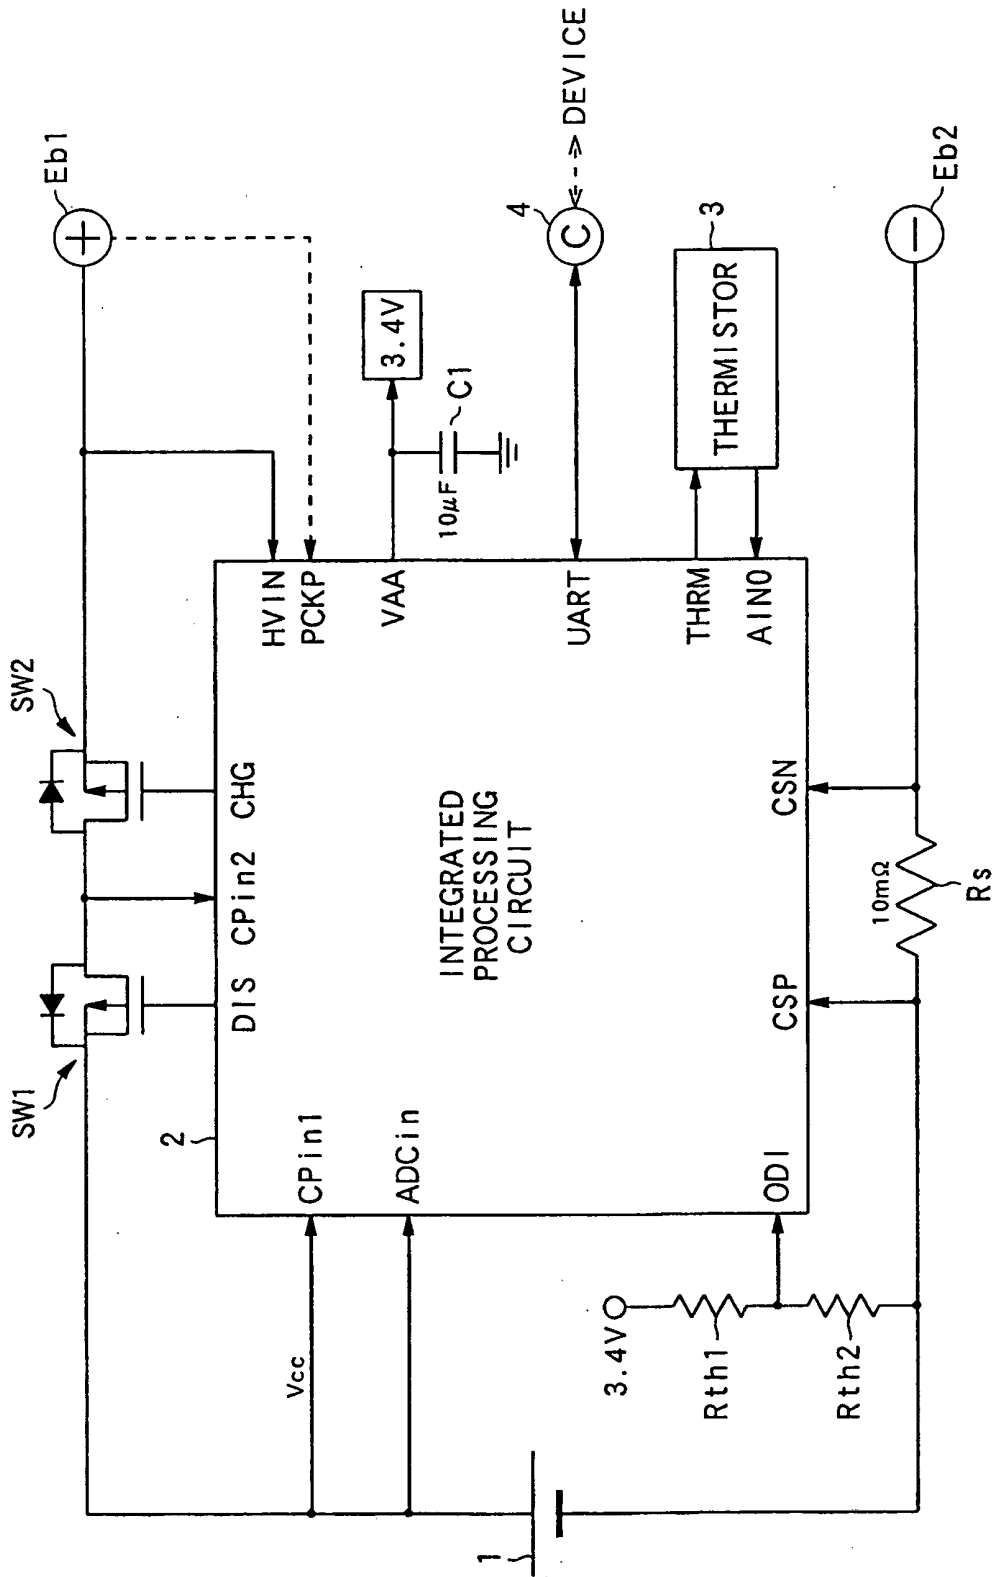 SW1
SW2
Eb1
2
DIS
CPin2
CHG
HVIN
PCKP
CPin1
Vcc
ADCin
VAA
3.4V
10μF
C1
INTEGRATED
PROCESSING
CIRCUIT
UART
C
4
DEVICE
THRM
AIN0
THERMISTOR
3
1
3.4V
Rth1
Rth2
ODI
CSP
CSN
10mΩ
Rs
Eb2